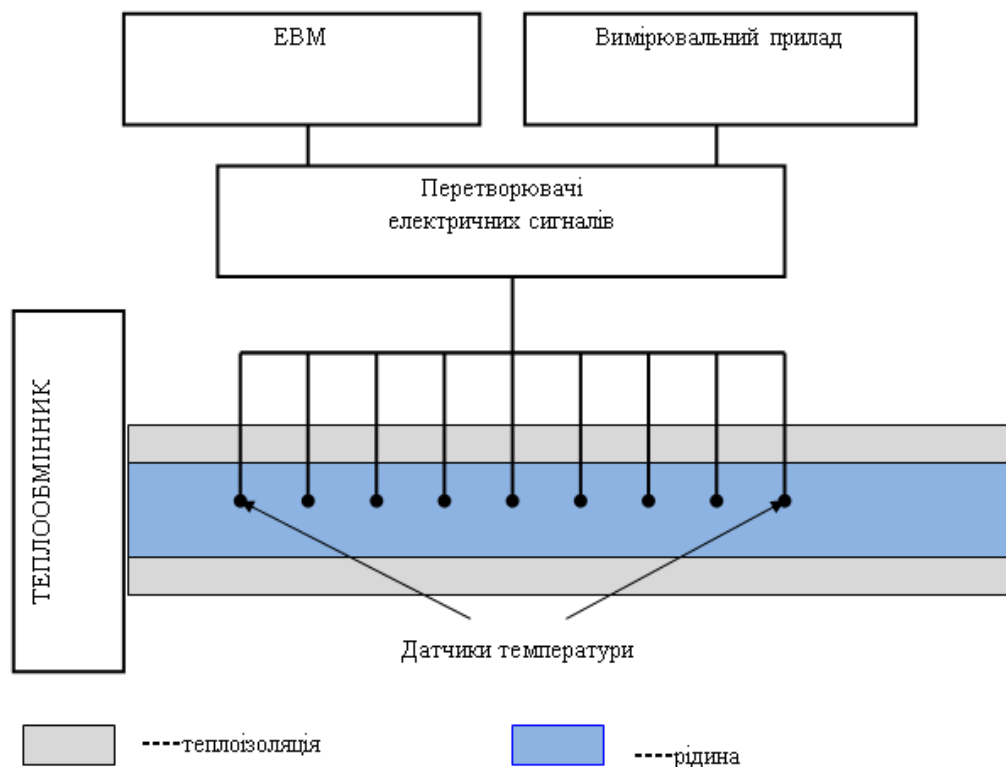 ЕВМ
Вимірювальний прилад
Перетворювачі
електричних сигналів
ТЕПЛООБМІННИК
Датчики температури
----теплоізоляція
----рідина